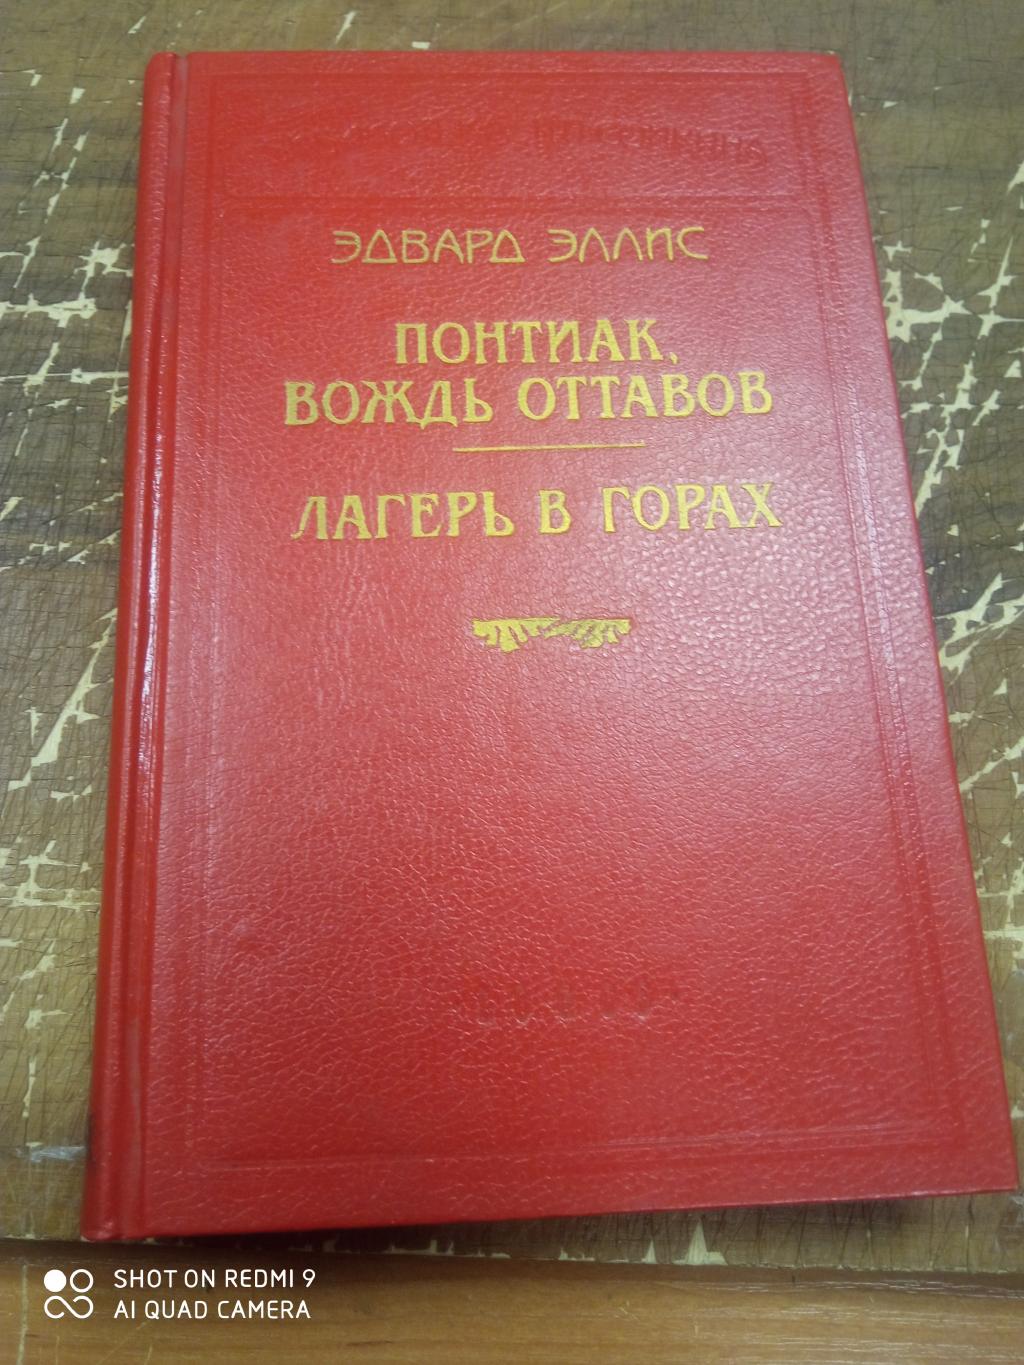 ЭДВАРД ЭЛЛИС
ПОНТИАК,
ВОЖДЬ ОТТАВОВ
ЛАГЕРЬ В ГОРАХ
SHOT ON REDMI 9
AI QUAD CAMERA